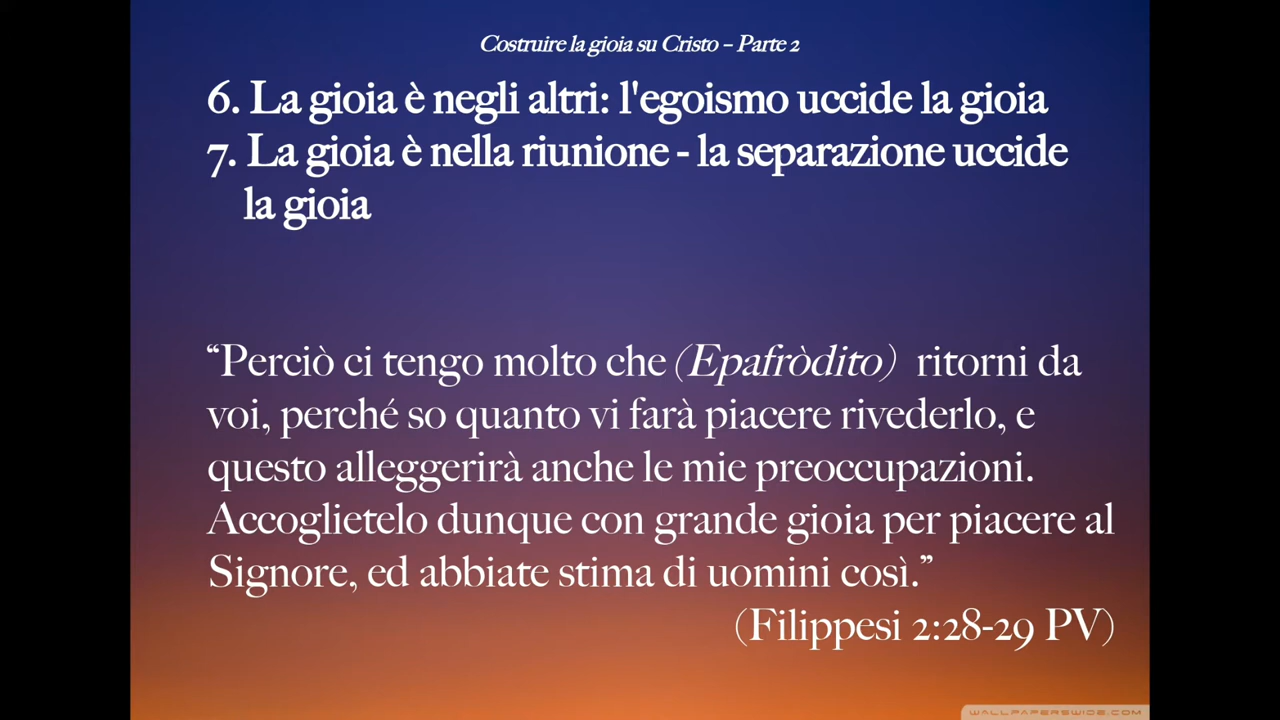 Costruire la gioia su Cristo – Parte 2
6. La gioia è negli altri: l'egoismo uccide la gioia
7. La gioia è nella riunione - la separazione uccide
la gioia
“Perciò ci tengo molto che (Epafròdito) ritorni da
voi, perché so quanto vi farà piacere rivederlo, e
questo alleggerirà anche le mie preoccupazioni.
Accoglietelo dunque con grande gioia per piacere al
Signore, ed abbiate stima di uomini così.”
(Filippesi 2:28-29 PV)
WALLPAPERSWIDE.COM